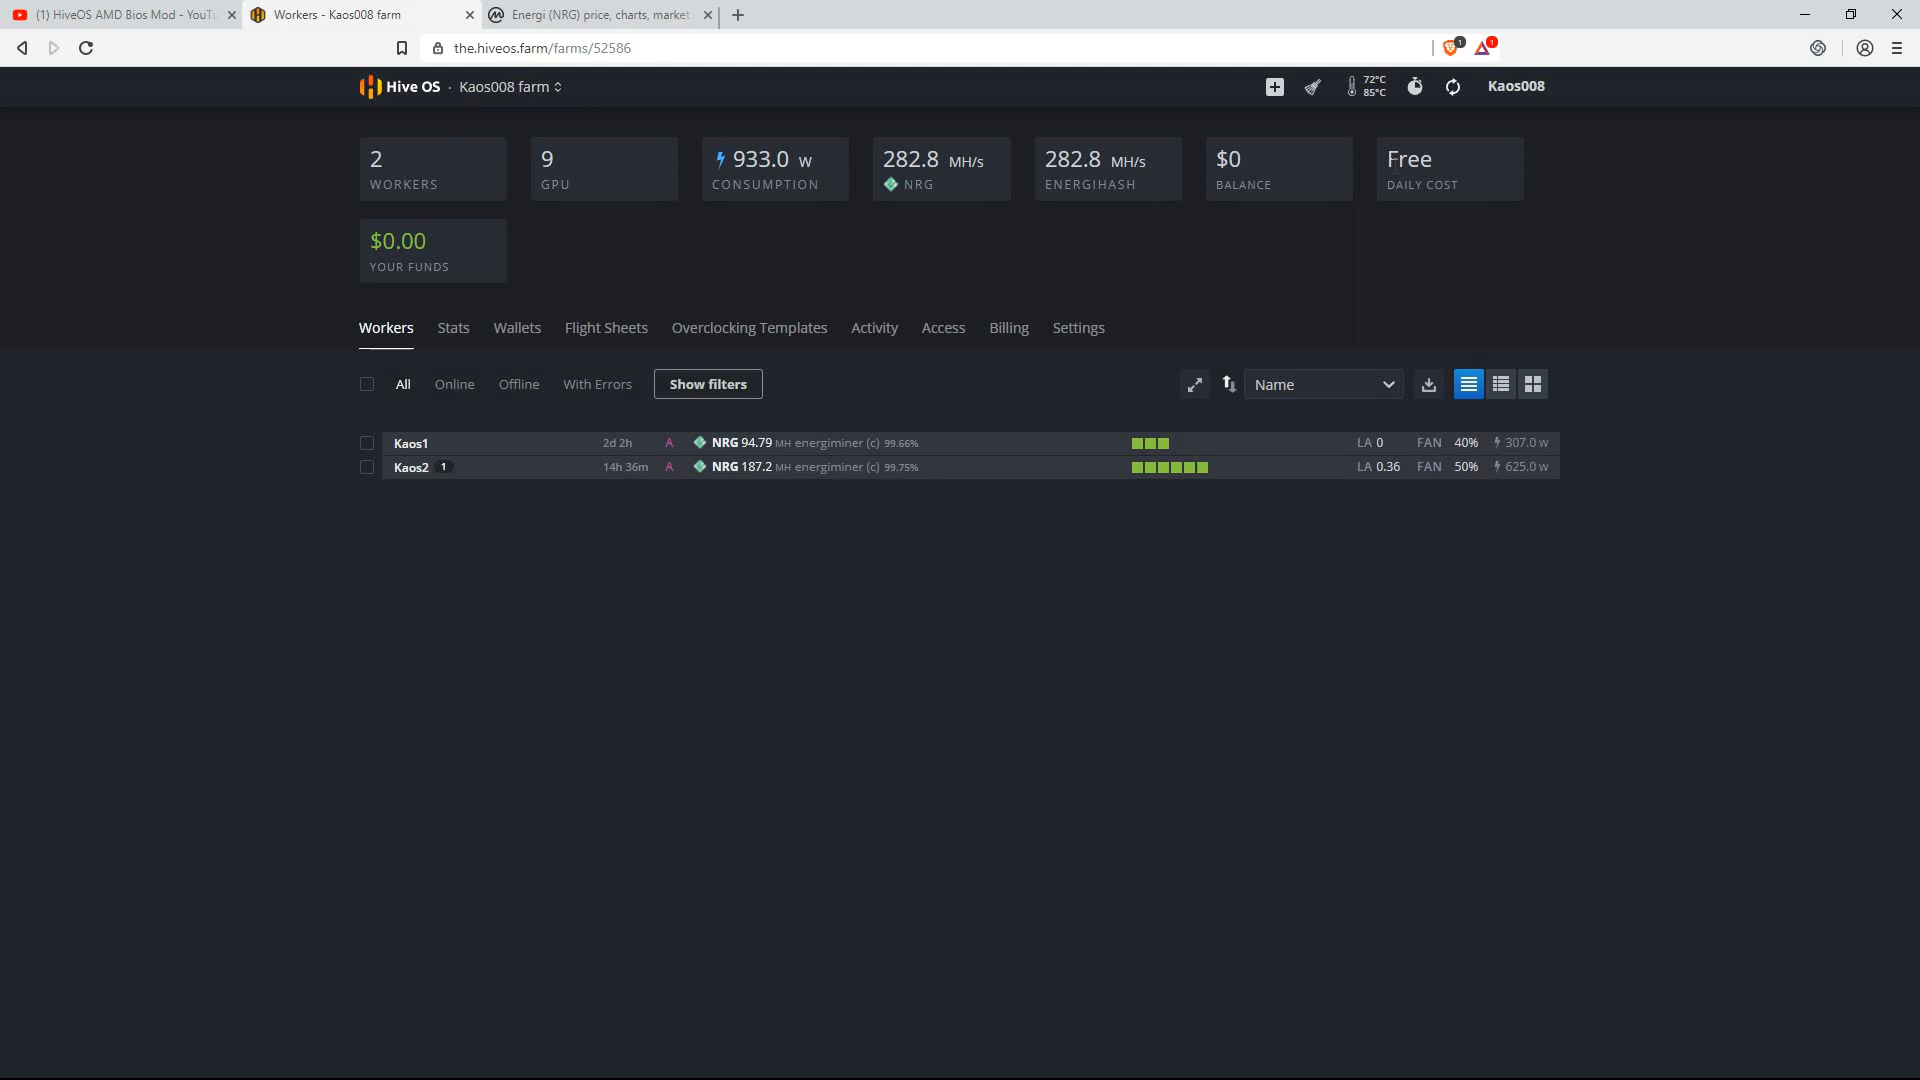 (1) HiveOS AMD Bios Mod - YouTu
Workers - Kaos008 farm
Energi (NRG) price, charts, market
the.hiveos.farm/farms/52586
1
1
Hive OS · Kaos008 farm
72°C
85°C
Kaos008
2
WORKERS
9
GPU
933.0 W
CONSUMPTION
282.8 MH/s
NRG
282.8 MH/s
ENERGIHASH
$0
BALANCE
Free
DAILY COST
$0.00
YOUR FUNDS
Workers Stats Wallets Flight Sheets Overclocking Templates Activity Access Billing Settings
All Online Offline With Errors Show filters Name
Kaos1 2d 2h A NRG 94.79 MH energiminer (c) 99.66% LA 0 FAN 40% 307.0 W
Kaos2 1 14h 36m A NRG 187.2 MH energiminer (c) 99.75% LA 0.36 FAN 50% 625.0 W